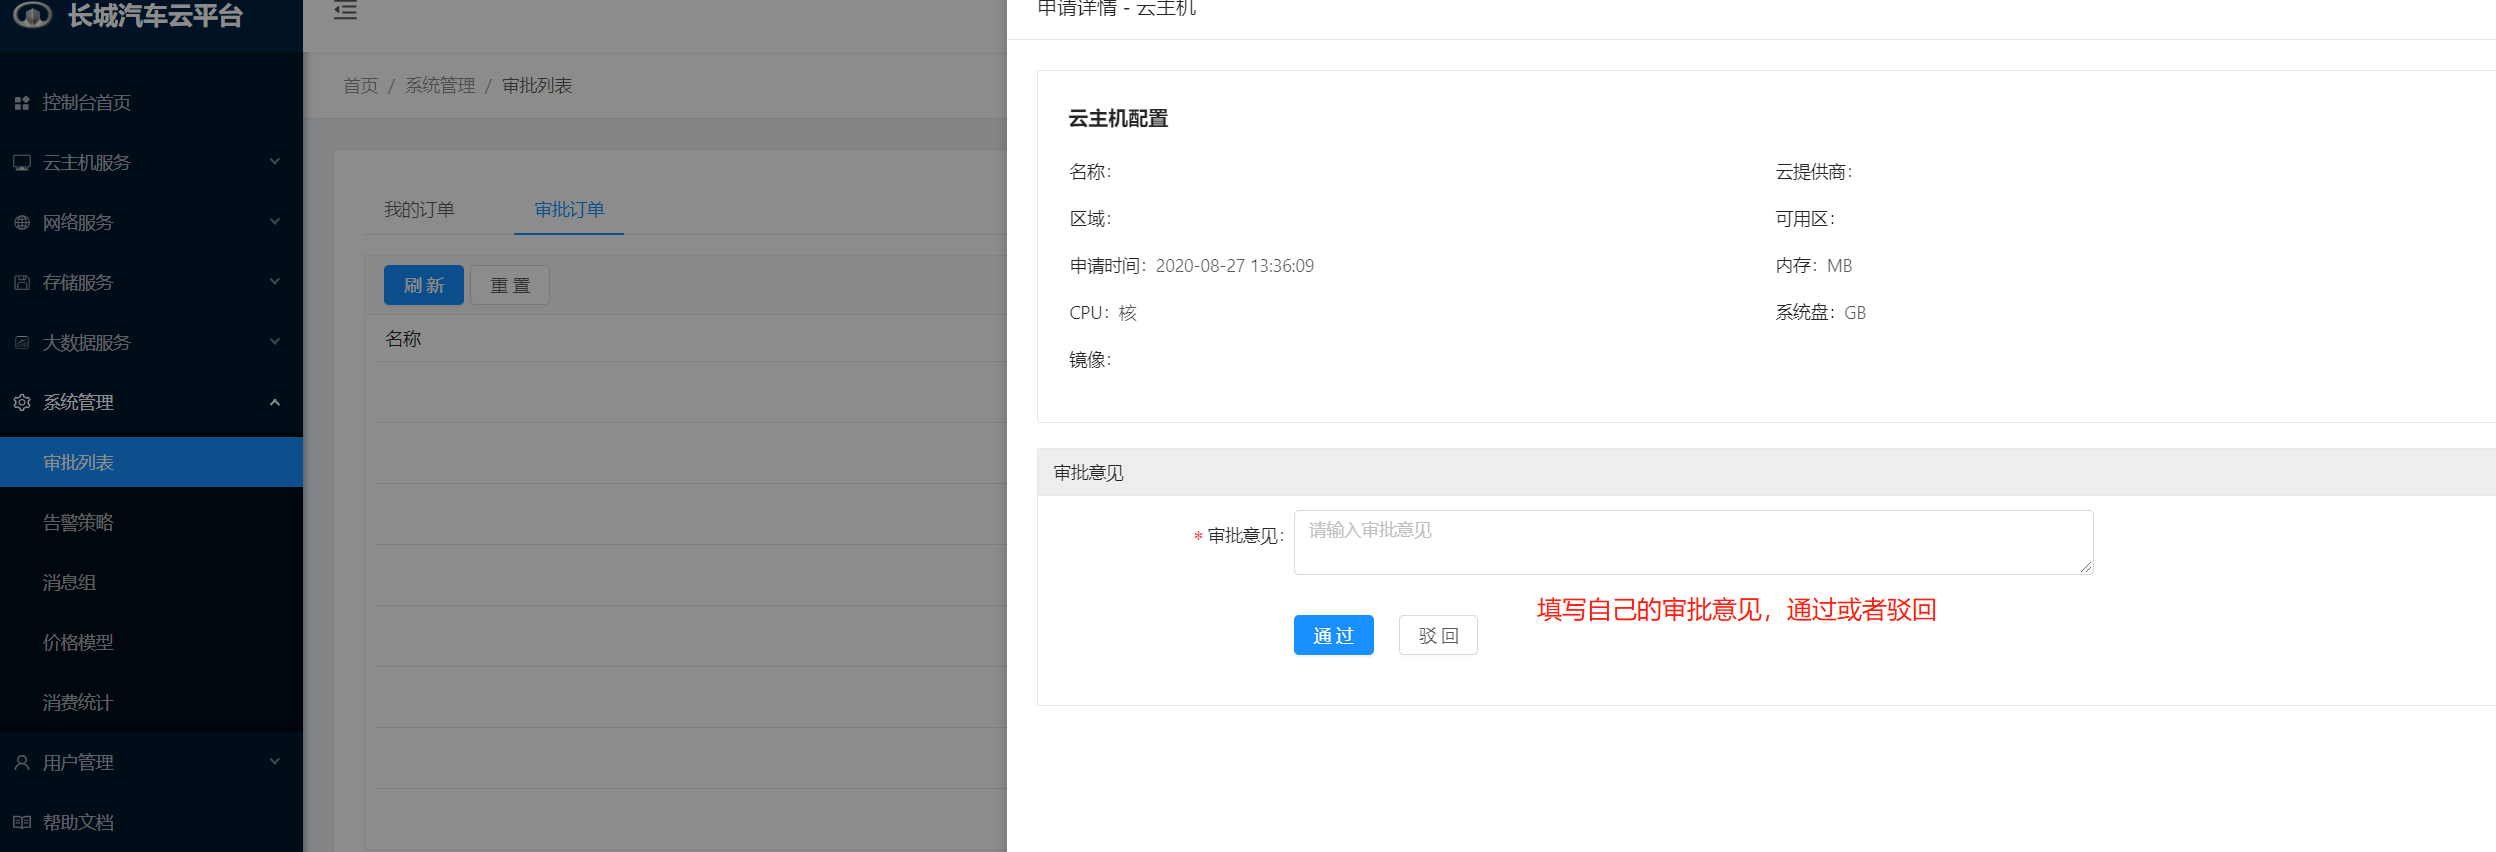 长城汽车云平台
控制台首页
云主机服务
网络服务
存储服务
大数据服务
系统管理
审批列表
告警策略
消息组
价格模型
消费统计
用户管理
帮助文档
首页 / 系统管理 / 审批列表
我的订单 审批订单
刷 新 重 置
名称
申请详情 - 云主机
云主机配置
名称: 云提供商:
区域: 可用区:
申请时间: 2020-08-27 13:36:09 内存: MB
CPU: 核 系统盘: GB
镜像:
审批意见
* 审批意见: 请输入审批意见
填写自己的审批意见，通过或者驳回
通 过 驳 回